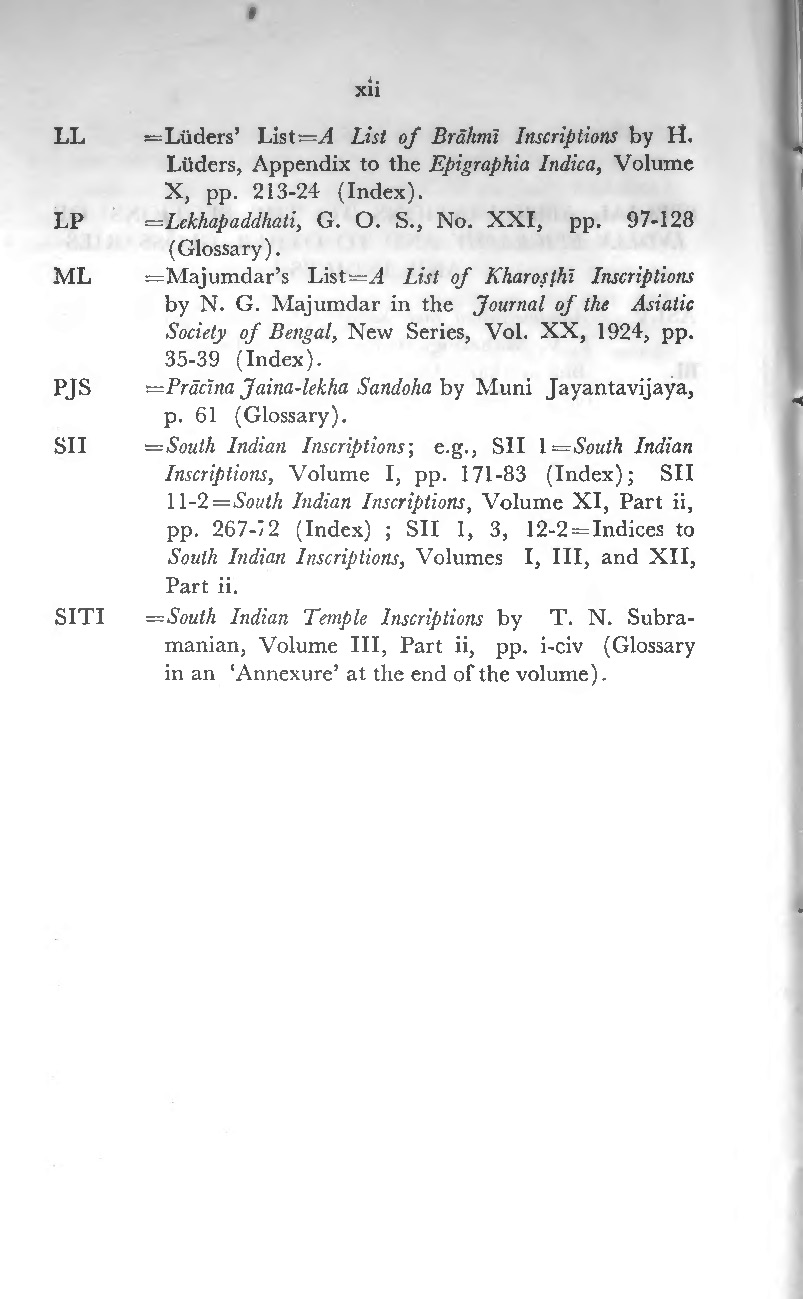 xii
LL =Lüders' List=A List of Brāhmī Inscriptions by H.
Lüders, Appendix to the Epigraphia Indica, Volume
X, pp. 213-24 (Index).
LP =Lekhapaddhati, G. O. S., No. XXI, pp. 97-128
(Glossary).
ML =Majumdar's List=A List of Kharoṣṭhī Inscriptions
by N. G. Majumdar in the Journal of the Asiatic
Society of Bengal, New Series, Vol. XX, 1924, pp.
35-39 (Index).
PJS =Prācīna Jaina-lekha Sandoha by Muni Jayantavijaya,
p. 61 (Glossary).
SII =South Indian Inscriptions; e.g., SII 1=South Indian
Inscriptions, Volume I, pp. 171-83 (Index); SII
11-2=South Indian Inscriptions, Volume XI, Part ii,
pp. 267-72 (Index) ; SII 1, 3, 12-2=Indices to
South Indian Inscriptions, Volumes I, III, and XII,
Part ii.
SITI =South Indian Temple Inscriptions by T. N. Subra-
manian, Volume III, Part ii, pp. i-civ (Glossary
in an 'Annexure' at the end of the volume).